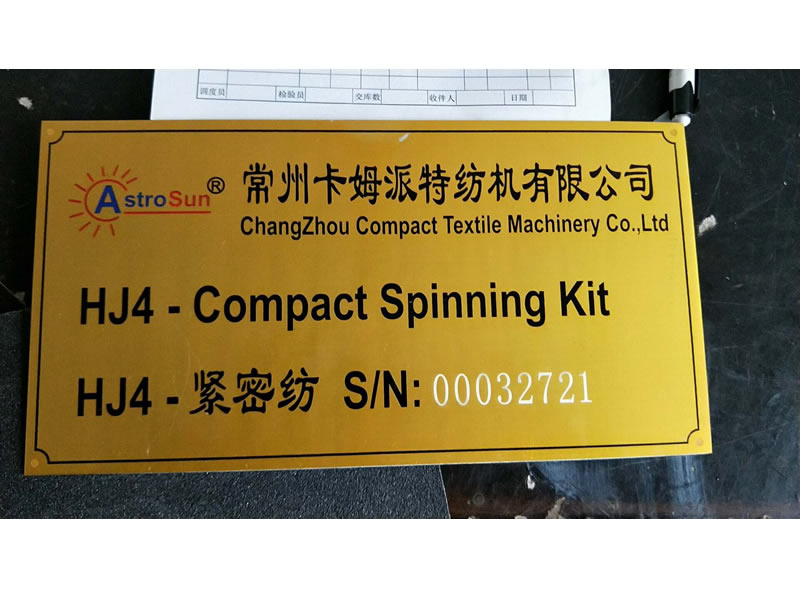 调度员 检验员 交库数 收件人 日期
AstroSun® 常州卡姆派特纺机有限公司
ChangZhou Compact Textile Machinery Co.,Ltd
HJ4 - Compact Spinning Kit
HJ4 - 紧密纺 S/N: 00032721